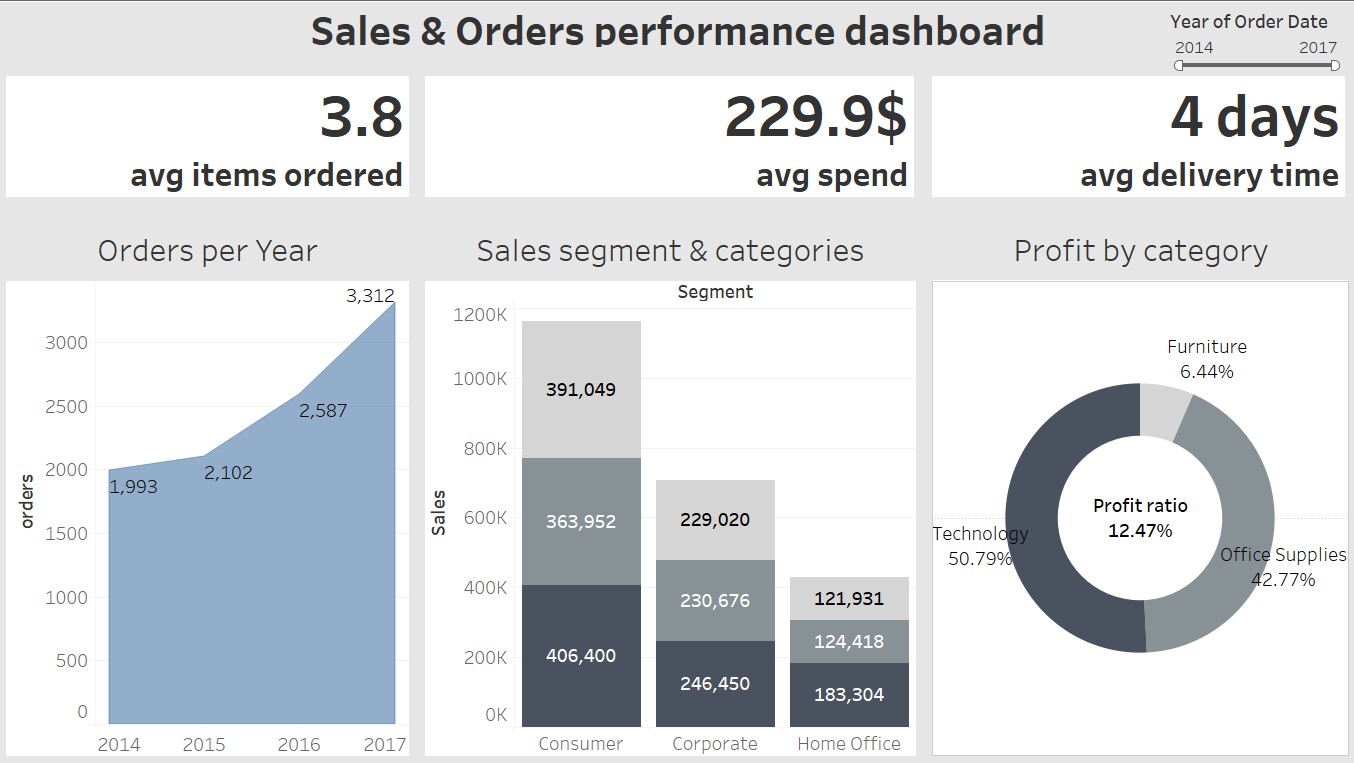 Sales & Orders performance dashboard
Year of Order Date
2014 2017
3.8
avg items ordered
229.9$
avg spend
4 days
avg delivery time
Orders per Year
orders
3000
2500
2000
1500
1000
500
0
1,993
2,102
2,587
3,312
2014 2015 2016 2017
Sales segment & categories
Segment
Sales
1200K
1000K
800K
600K
400K
200K
0K
391,049
363,952
406,400
229,020
230,676
246,450
121,931
124,418
183,304
Consumer Corporate Home Office
Profit by category
Furniture
6.44%
Profit ratio
12.47%
Technology
50.79%
Office Supplies
42.77%